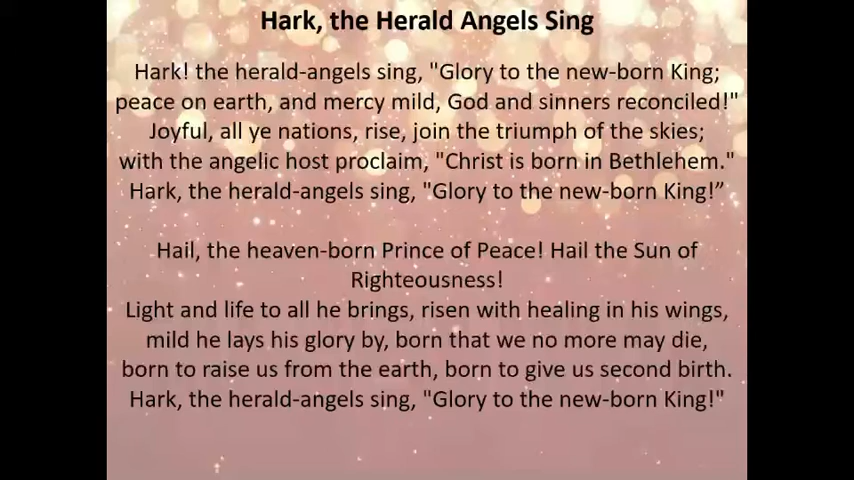 Hark, the Herald Angels Sing
Hark! the herald-angels sing, "Glory to the new-born King;
peace on earth, and mercy mild, God and sinners reconciled!"
Joyful, all ye nations, rise, join the triumph of the skies;
with the angelic host proclaim, "Christ is born in Bethlehem."
Hark, the herald-angels sing, "Glory to the new-born King!”
Hail, the heaven-born Prince of Peace! Hail the Sun of
Righteousness!
Light and life to all he brings, risen with healing in his wings,
mild he lays his glory by, born that we no more may die,
born to raise us from the earth, born to give us second birth.
Hark, the herald-angels sing, "Glory to the new-born King!"